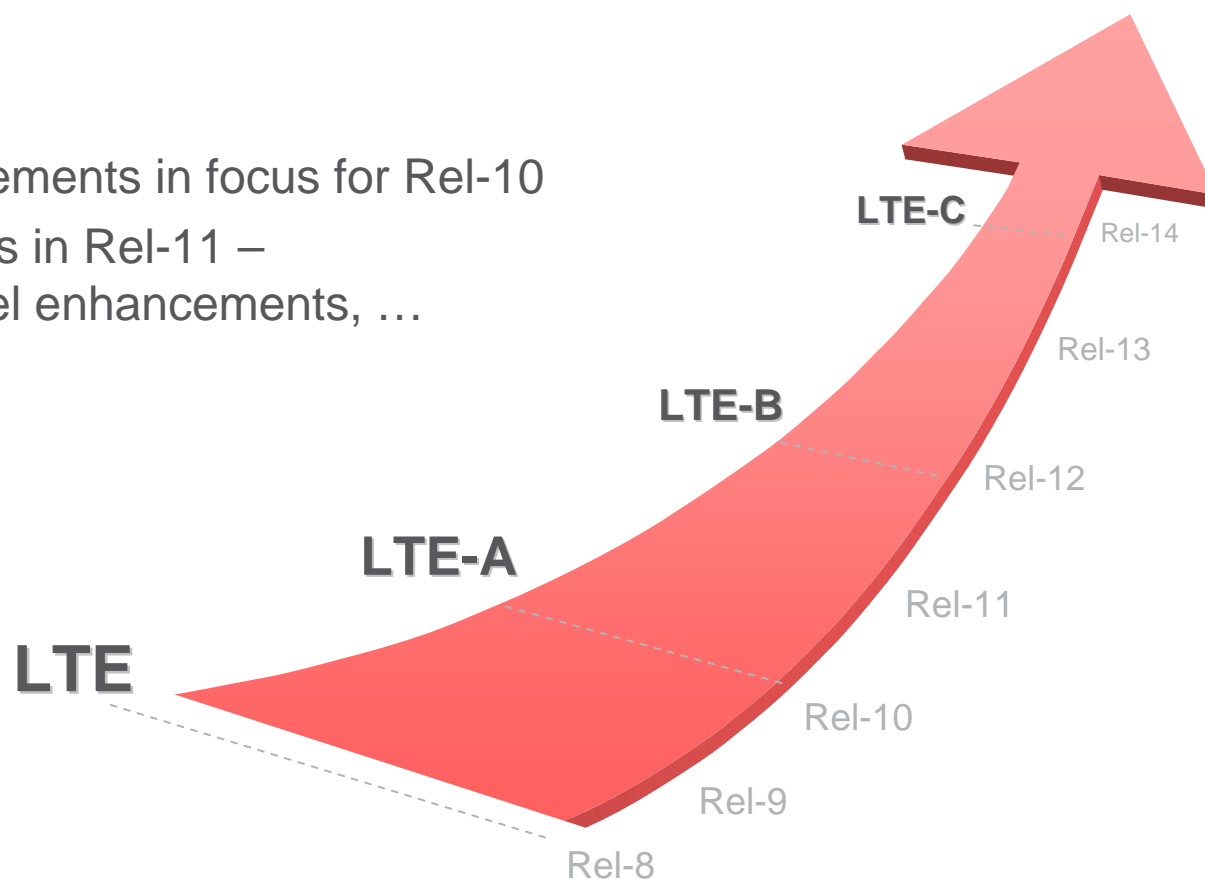 ements in focus for Rel-10
s in Rel-11 –
el enhancements, …
LTE-C
Rel-14
Rel-13
LTE-B
Rel-12
LTE-A
Rel-11
LTE
Rel-10
Rel-9
Rel-8